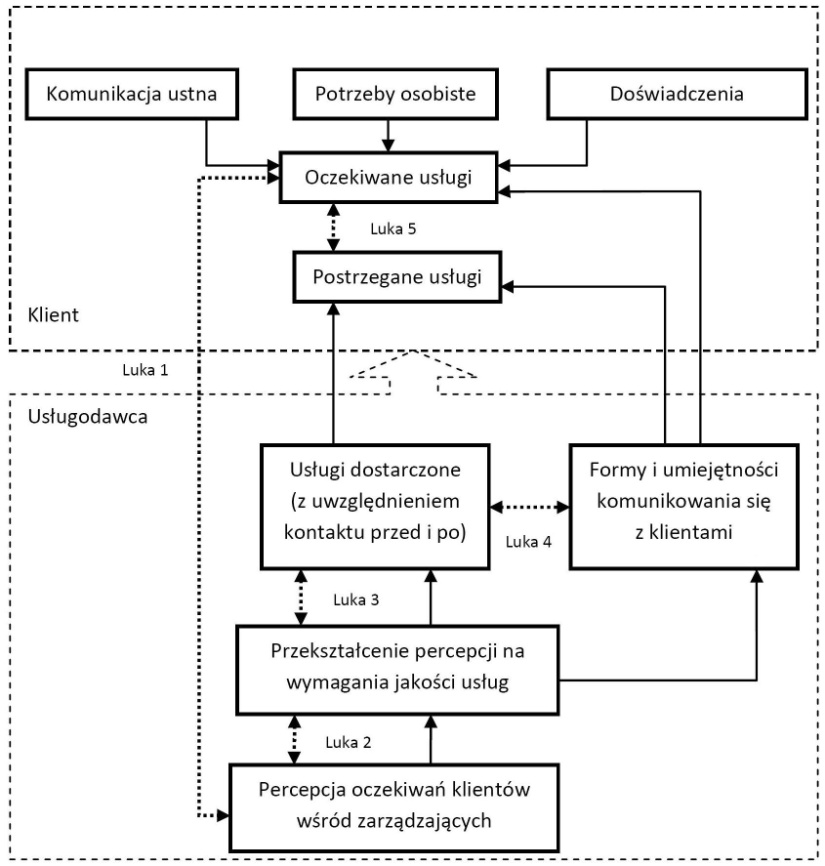 Komunikacja ustna
Potrzeby osobiste
Doświadczenia
Oczekiwane usługi
Luka 5
Postrzegane usługi
Klient
Luka 1
Usługodawca
Usługi dostarczone
(z uwzględnieniem
kontaktu przed i po)
Formy i umiejętności
komunikowania się
z klientami
Luka 4
Luka 3
Przekształcenie percepcji na
wymagania jakości usług
Luka 2
Percepcja oczekiwań klientów
wśród zarządzających